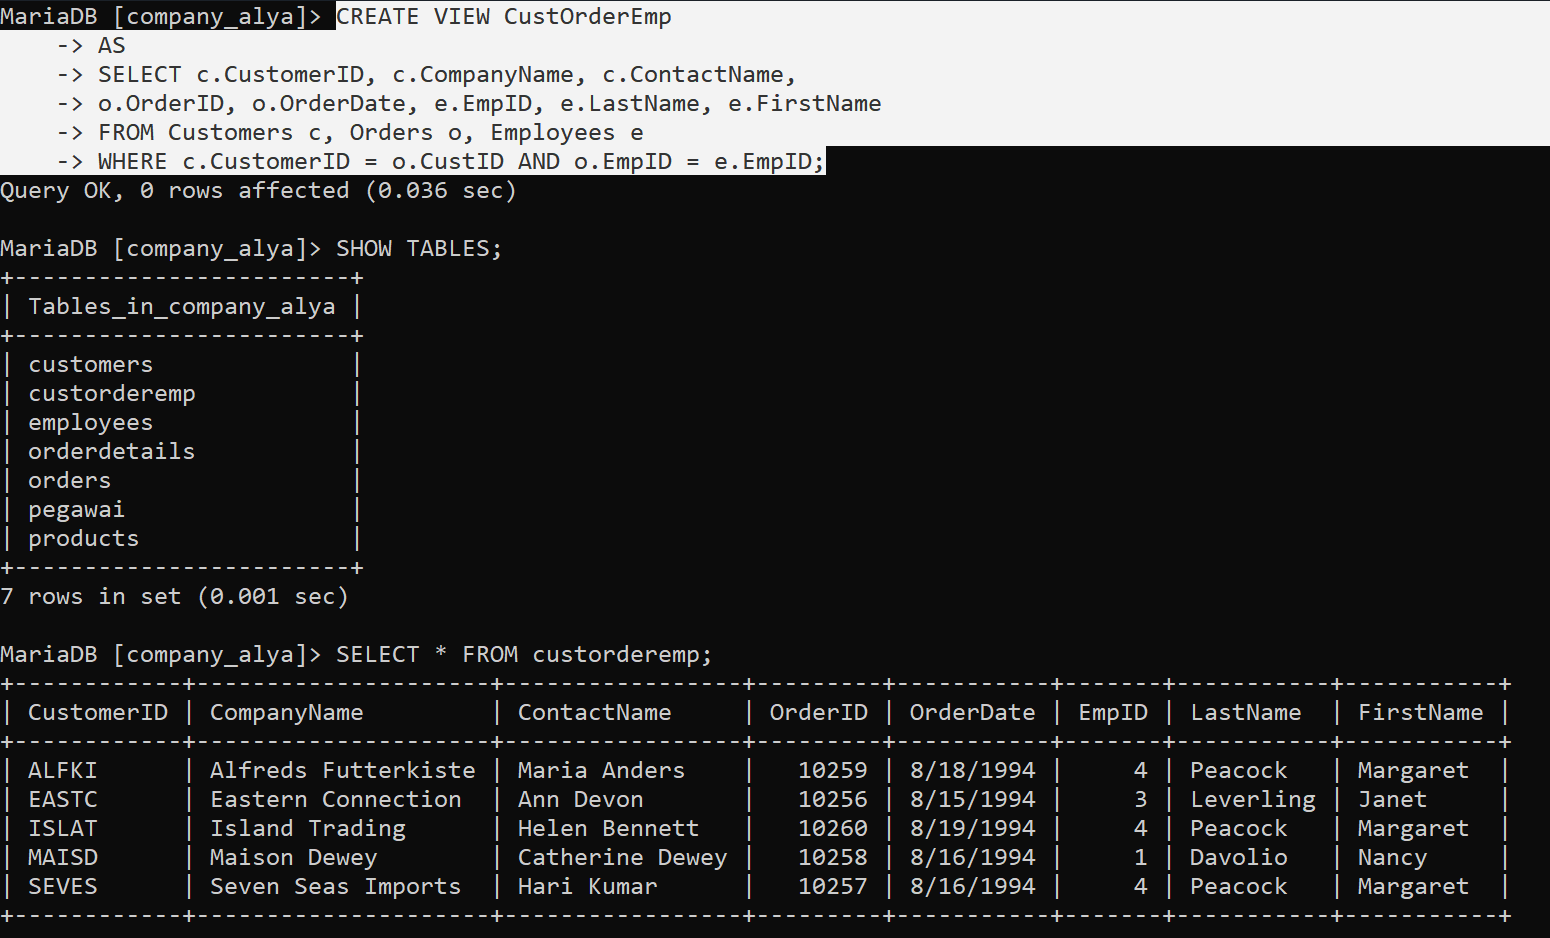 MariaDB [company_alya]> CREATE VIEW CustOrderEmp
    -> AS
    -> SELECT c.CustomerID, c.CompanyName, c.ContactName,
    -> o.OrderID, o.OrderDate, e.EmpID, e.LastName, e.FirstName
    -> FROM Customers c, Orders o, Employees e
    -> WHERE c.CustomerID = o.CustID AND o.EmpID = e.EmpID;
Query OK, 0 rows affected (0.036 sec)

MariaDB [company_alya]> SHOW TABLES;
+------------------------+
| Tables_in_company_alya |
+------------------------+
| customers              |
| custorderemp           |
| employees              |
| orderdetails           |
| orders                 |
| pegawai                |
| products               |
+------------------------+
7 rows in set (0.001 sec)

MariaDB [company_alya]> SELECT * FROM custorderemp;
+------------+---------------------+-----------------+---------+-----------+-------+-----------+-----------+
| CustomerID | CompanyName         | ContactName     | OrderID | OrderDate | EmpID | LastName  | FirstName |
+------------+---------------------+-----------------+---------+-----------+-------+-----------+-----------+
| ALFKI      | Alfreds Futterkiste | Maria Anders    |   10259 | 8/18/1994 |     4 | Peacock   | Margaret  |
| EASTC      | Eastern Connection  | Ann Devon       |   10256 | 8/15/1994 |     3 | Leverling | Janet     |
| ISLAT      | Island Trading      | Helen Bennett   |   10260 | 8/19/1994 |     4 | Peacock   | Margaret  |
| MAISD      | Maison Dewey        | Catherine Dewey |   10258 | 8/16/1994 |     1 | Davolio   | Nancy     |
| SEVES      | Seven Seas Imports  | Hari Kumar      |   10257 | 8/16/1994 |     4 | Peacock   | Margaret  |
+------------+---------------------+-----------------+---------+-----------+-------+-----------+-----------+